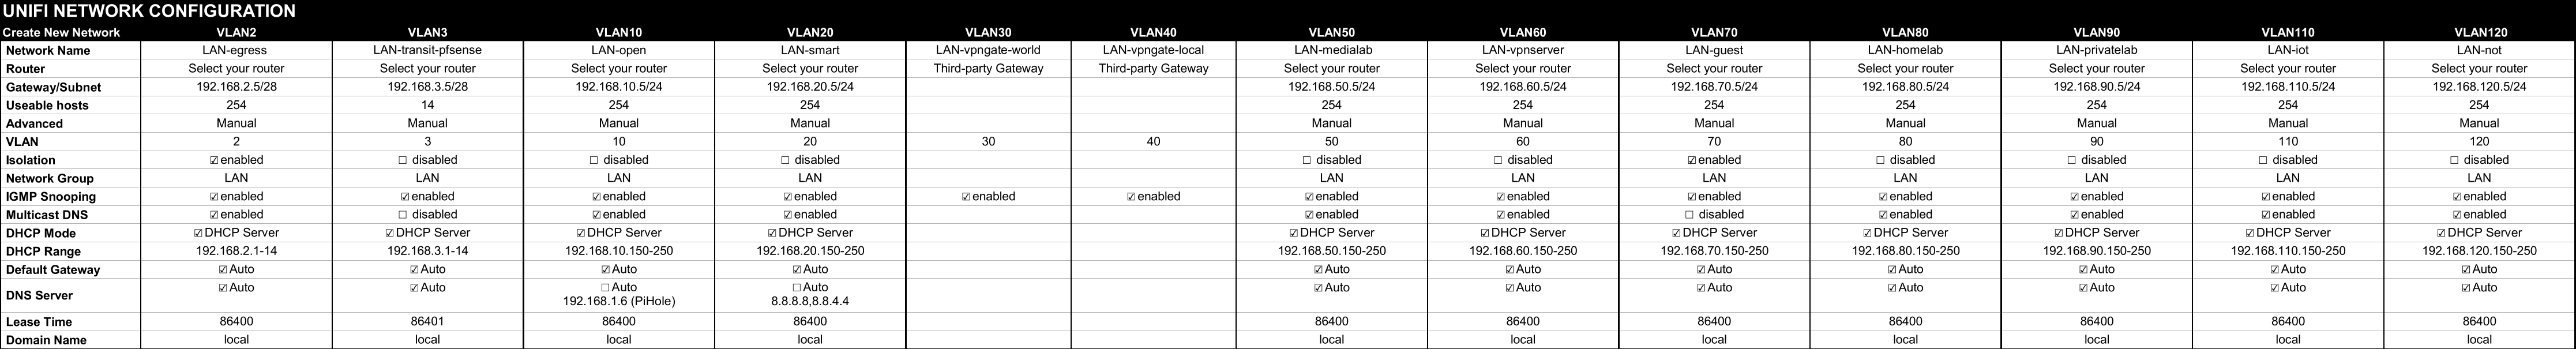 UNIFI NETWORK CONFIGURATION
Create New Network VLAN2 VLAN3 VLAN10 VLAN20 VLAN30 VLAN40 VLAN50 VLAN60 VLAN70 VLAN80 VLAN90 VLAN110 VLAN120
Network Name LAN-egress LAN-transit-pfsense LAN-open LAN-smart LAN-vpngate-world LAN-vpngate-local LAN-medialab LAN-vpnserver LAN-guest LAN-homelab LAN-privatelab LAN-iot LAN-not
Router Select your router Select your router Select your router Select your router Third-party Gateway Third-party Gateway Select your router Select your router Select your router Select your router Select your router Select your router Select your router
Gateway/Subnet 192.168.2.5/28 192.168.3.5/28 192.168.10.5/24 192.168.20.5/24 192.168.50.5/24 192.168.60.5/24 192.168.70.5/24 192.168.80.5/24 192.168.90.5/24 192.168.110.5/24 192.168.120.5/24
Useable hosts 254 14 254 254 254 254 254 254 254 254 254
Advanced Manual Manual Manual Manual Manual Manual Manual Manual Manual Manual Manual
VLAN 2 3 10 20 30 40 50 60 70 80 90 110 120
Isolation ☑ enabled ☐ disabled ☐ disabled ☐ disabled ☐ disabled ☐ disabled ☑ enabled ☐ disabled ☐ disabled ☐ disabled ☐ disabled
Network Group LAN LAN LAN LAN LAN LAN LAN LAN LAN LAN LAN
IGMP Snooping ☑ enabled ☑ enabled ☑ enabled ☑ enabled ☑ enabled ☑ enabled ☑ enabled ☑ enabled ☑ enabled ☑ enabled ☑ enabled ☑ enabled ☑ enabled
Multicast DNS ☑ enabled ☐ disabled ☑ enabled ☑ enabled ☑ enabled ☑ enabled ☐ disabled ☑ enabled ☑ enabled ☑ enabled ☑ enabled
DHCP Mode ☑ DHCP Server ☑ DHCP Server ☑ DHCP Server ☑ DHCP Server ☑ DHCP Server ☑ DHCP Server ☑ DHCP Server ☑ DHCP Server ☑ DHCP Server ☑ DHCP Server ☑ DHCP Server
DHCP Range 192.168.2.1-14 192.168.3.1-14 192.168.10.150-250 192.168.20.150-250 192.168.50.150-250 192.168.60.150-250 192.168.70.150-250 192.168.80.150-250 192.168.90.150-250 192.168.110.150-250 192.168.120.150-250
Default Gateway ☑ Auto ☑ Auto ☑ Auto ☑ Auto ☑ Auto ☑ Auto ☑ Auto ☑ Auto ☑ Auto ☑ Auto ☑ Auto
DNS Server ☑ Auto ☑ Auto ☐ Auto ☐ Auto ☑ Auto ☑ Auto ☑ Auto ☑ Auto ☑ Auto ☑ Auto ☑ Auto
192.168.1.6 (PiHole) 8.8.8.8,8.8.4.4
Lease Time 86400 86401 86400 86400 86400 86400 86400 86400 86400 86400 86400
Domain Name local local local local local local local local local local local